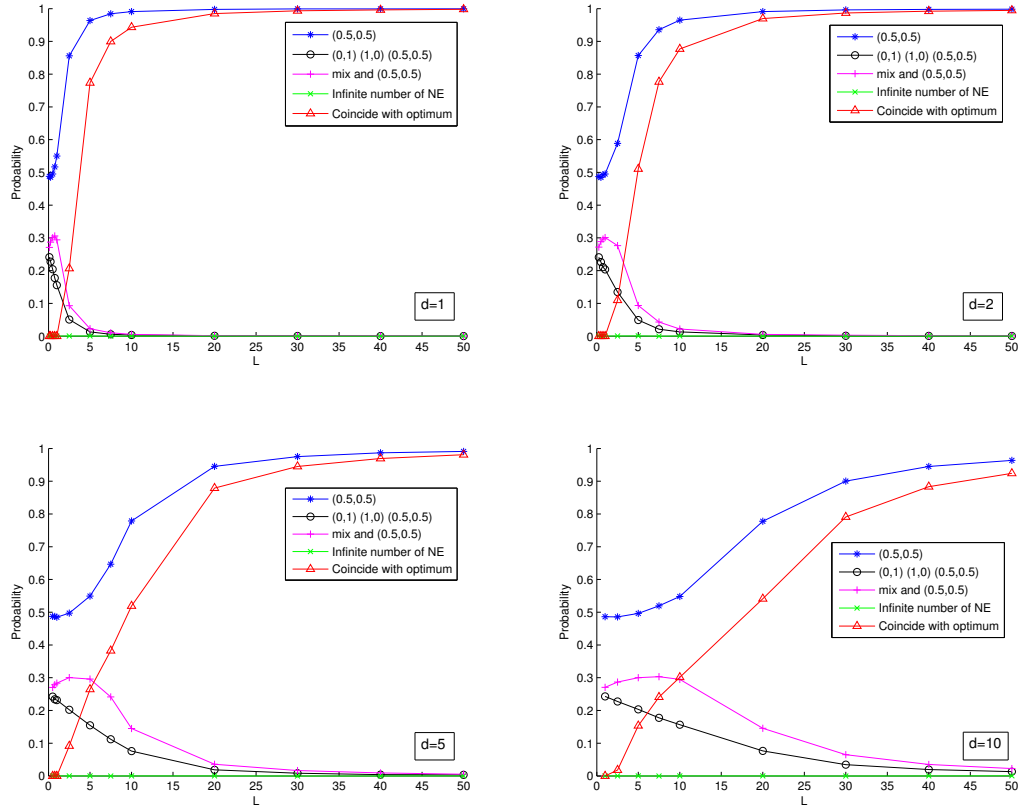 1
0.9
0.8
0.7
0.6
0.5
0.4
0.3
0.2
0.1
0
Probability
0 5 10 15 20 25 30 35 40 45 50
L
(0.5,0.5)
(0,1) (1,0) (0.5,0.5)
mix and (0.5,0.5)
Infinite number of NE
Coincide with optimum
d=1
1
0.9
0.8
0.7
0.6
0.5
0.4
0.3
0.2
0.1
0
Probability
0 5 10 15 20 25 30 35 40 45 50
L
(0.5,0.5)
(0,1) (1,0) (0.5,0.5)
mix and (0.5,0.5)
Infinite number of NE
Coincide with optimum
d=2
1
0.9
0.8
0.7
0.6
0.5
0.4
0.3
0.2
0.1
0
Probability
0 5 10 15 20 25 30 35 40 45 50
L
(0.5,0.5)
(0,1) (1,0) (0.5,0.5)
mix and (0.5,0.5)
Infinite number of NE
Coincide with optimum
d=5
1
0.9
0.8
0.7
0.6
0.5
0.4
0.3
0.2
0.1
0
Probability
0 5 10 15 20 25 30 35 40 45 50
L
(0.5,0.5)
(0,1) (1,0) (0.5,0.5)
mix and (0.5,0.5)
Infinite number of NE
Coincide with optimum
d=10